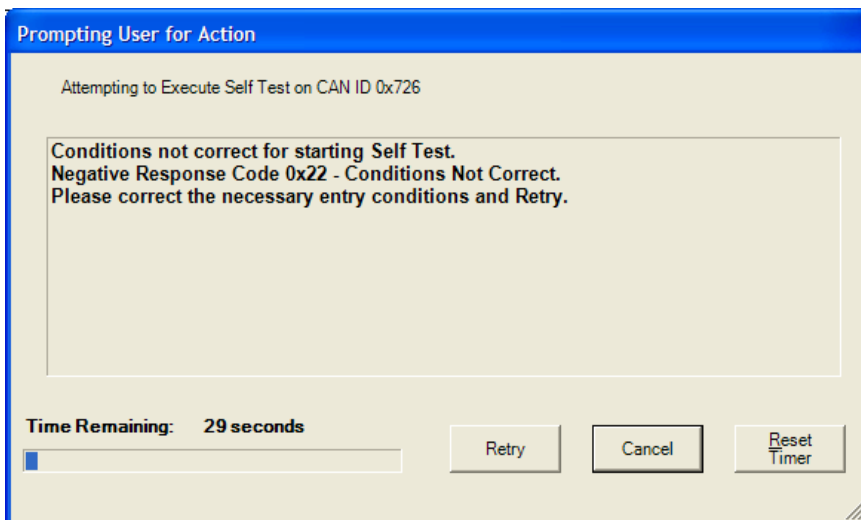 Prompting User for Action
Attempting to Execute Self Test on CAN ID 0x726
Conditions not correct for starting Self Test.
Negative Response Code 0x22 - Conditions Not Correct.
Please correct the necessary entry conditions and Retry.
Time Remaining: 29 seconds
Retry
Cancel
Reset
Timer